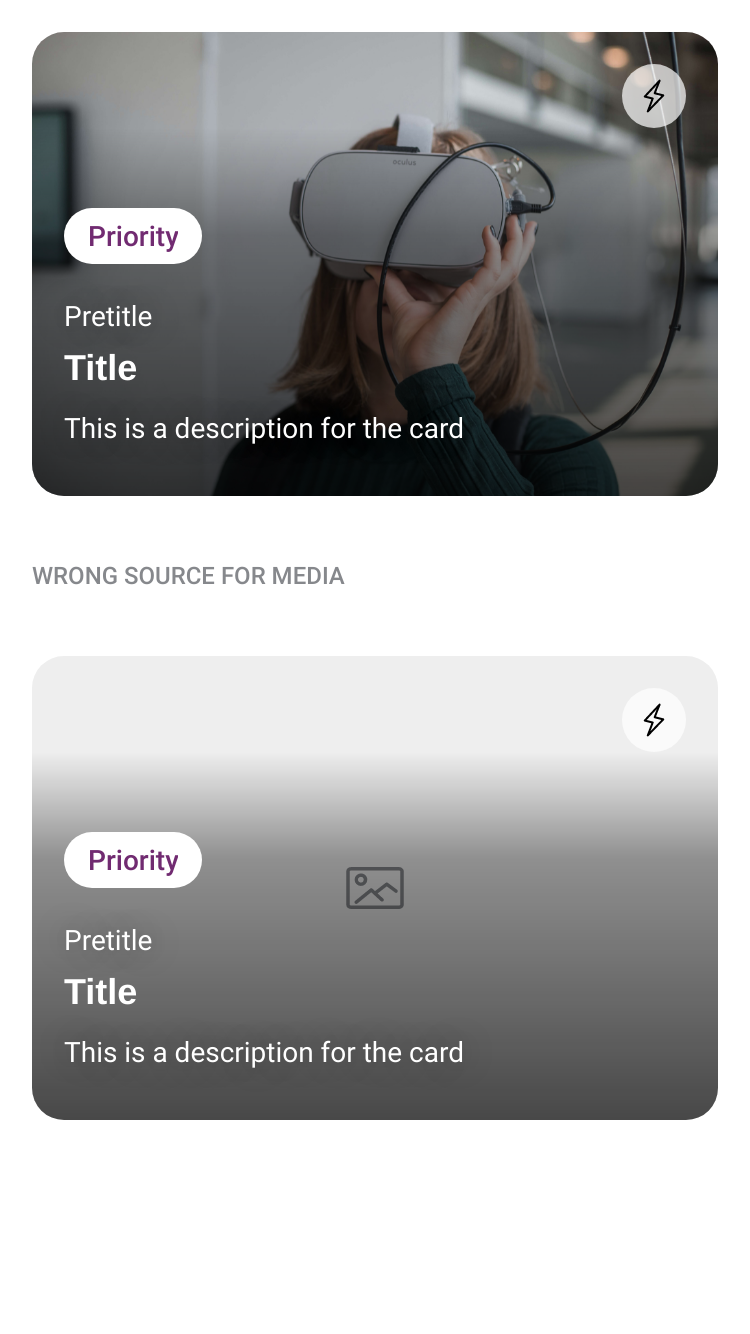 oculus
Priority
Pretitle
Title
This is a description for the card
WRONG SOURCE FOR MEDIA
Priority
Pretitle
Title
This is a description for the card